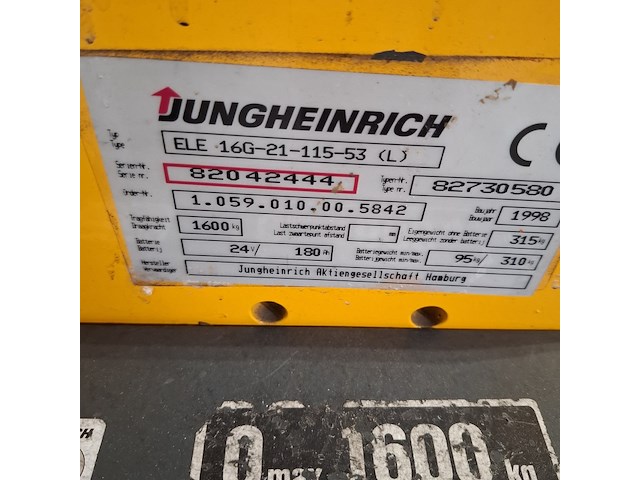 JUNGHEINRICH
Typ
Type
ELE 16G-21-115-53 (L)
Serien-Nr.
Serie nr.
82042444
Typen-Nr.
Type nr.
82730580
Order-Nr.
1.059.010.00.5842
Baujahr
Bouwjaar
1998
Tragfähigkeit
Draagkracht
1600 kg
Lastschwerpunktabstand
Last zwaartepunt afstand
mm
Eigengewicht ohne Batterie
Leeggewicht zonder batterij
315 kg
Batterie
Batterij
24 V/ 180 Ah
Batteriegewicht min/max.
Batterijgewicht min/max.
95 kg/ 310 kg
Hersteller
Vervaardiger
Jungheinrich Aktiengesellschaft Hamburg
0 max 1600 kg